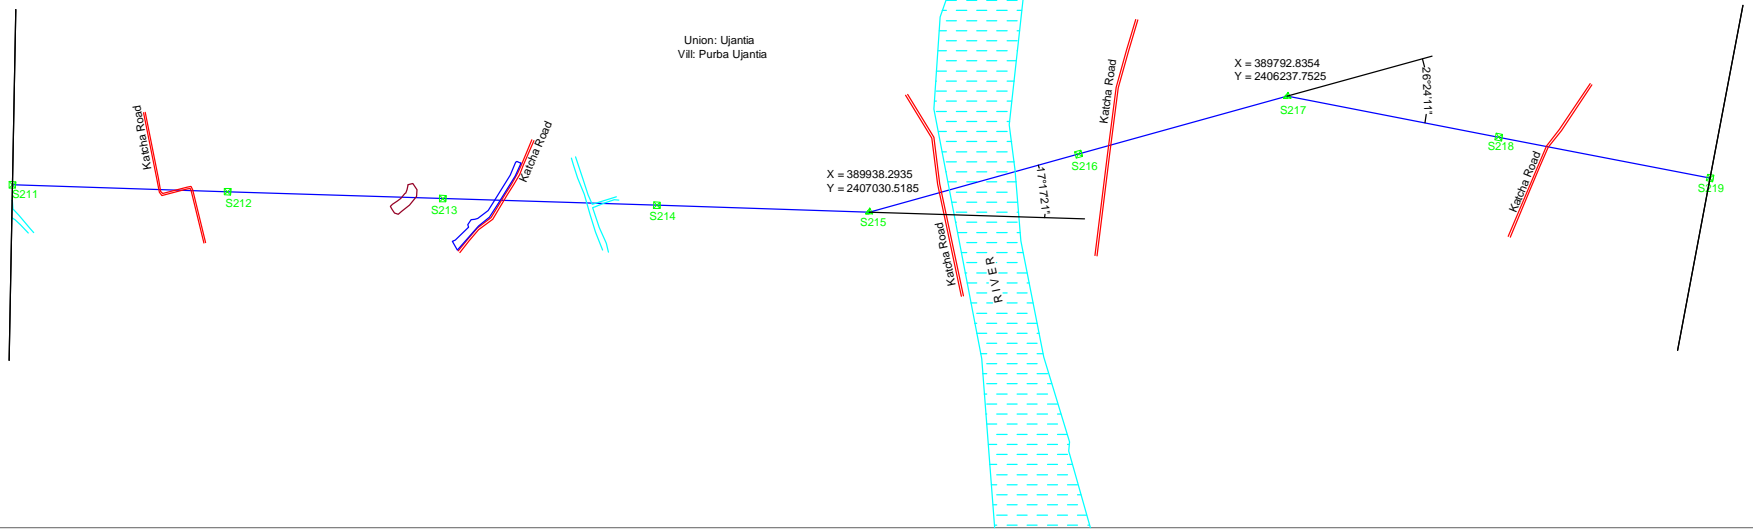 Union: Ujantia
Vill: Purba Ujantia
X = 389792.8354
Y = 2406237.7525
26°24'11"
Katcha Road
S217
Katcha Road
Katcha Road
S218
S216
Katcha Road
X = 389938.2935
Y = 2407030.5185
17°17'21"
S211
S212
S213
S214
S215
S219
Katcha Road
RIVER